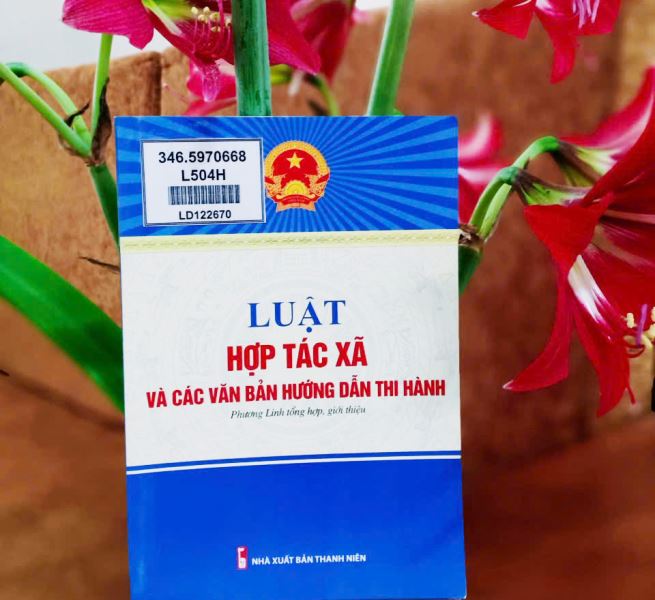 346.5970668
L504H
LD122670
LUẬT
HỢP TÁC XÃ
VÀ CÁC VĂN BẢN HƯỚNG DẪN THI HÀNH
Phương Linh tổng hợp, giới thiệu
NHÀ XUẤT BẢN THANH NIÊN